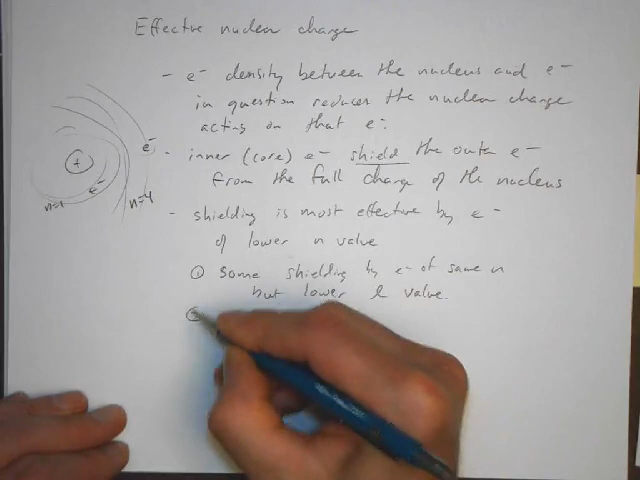 Effective nuclear charge
- e⁻ density between the nucleus and e⁻
in question reduces the nuclear charge
acting on that e⁻.
- inner (core) e⁻ shield the outer e⁻
from the full charge of the nucleus
- shielding is most effective by e⁻
of lower n value
① Some shielding by e⁻ of same n
but lower l value.
+
e⁻
e⁻
n=1
n=4